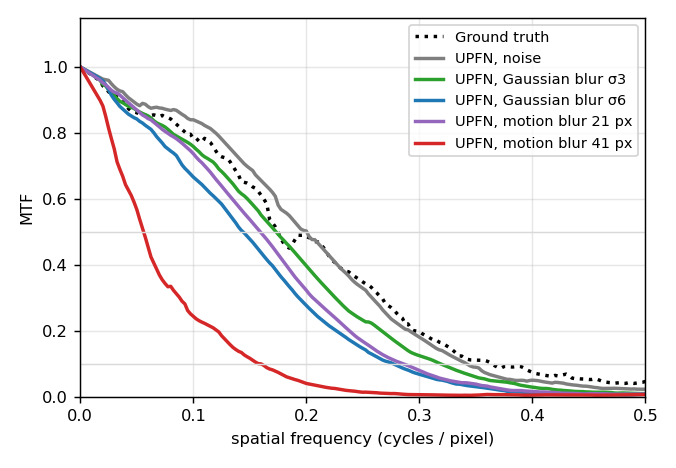 Ground truth
UPFN, noise
UPFN, Gaussian blur σ3
UPFN, Gaussian blur σ6
UPFN, motion blur 21 px
UPFN, motion blur 41 px
MTF
1.0
0.8
0.6
0.4
0.2
0.0
0.0 0.1 0.2 0.3 0.4 0.5
spatial frequency (cycles / pixel)